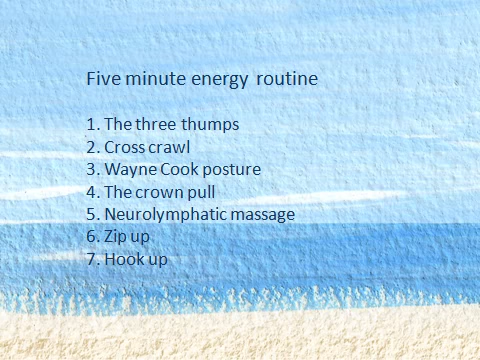 Five minute energy routine
1. The three thumps
2. Cross crawl
3. Wayne Cook posture
4. The crown pull
5. Neurolymphatic massage
6. Zip up
7. Hook up